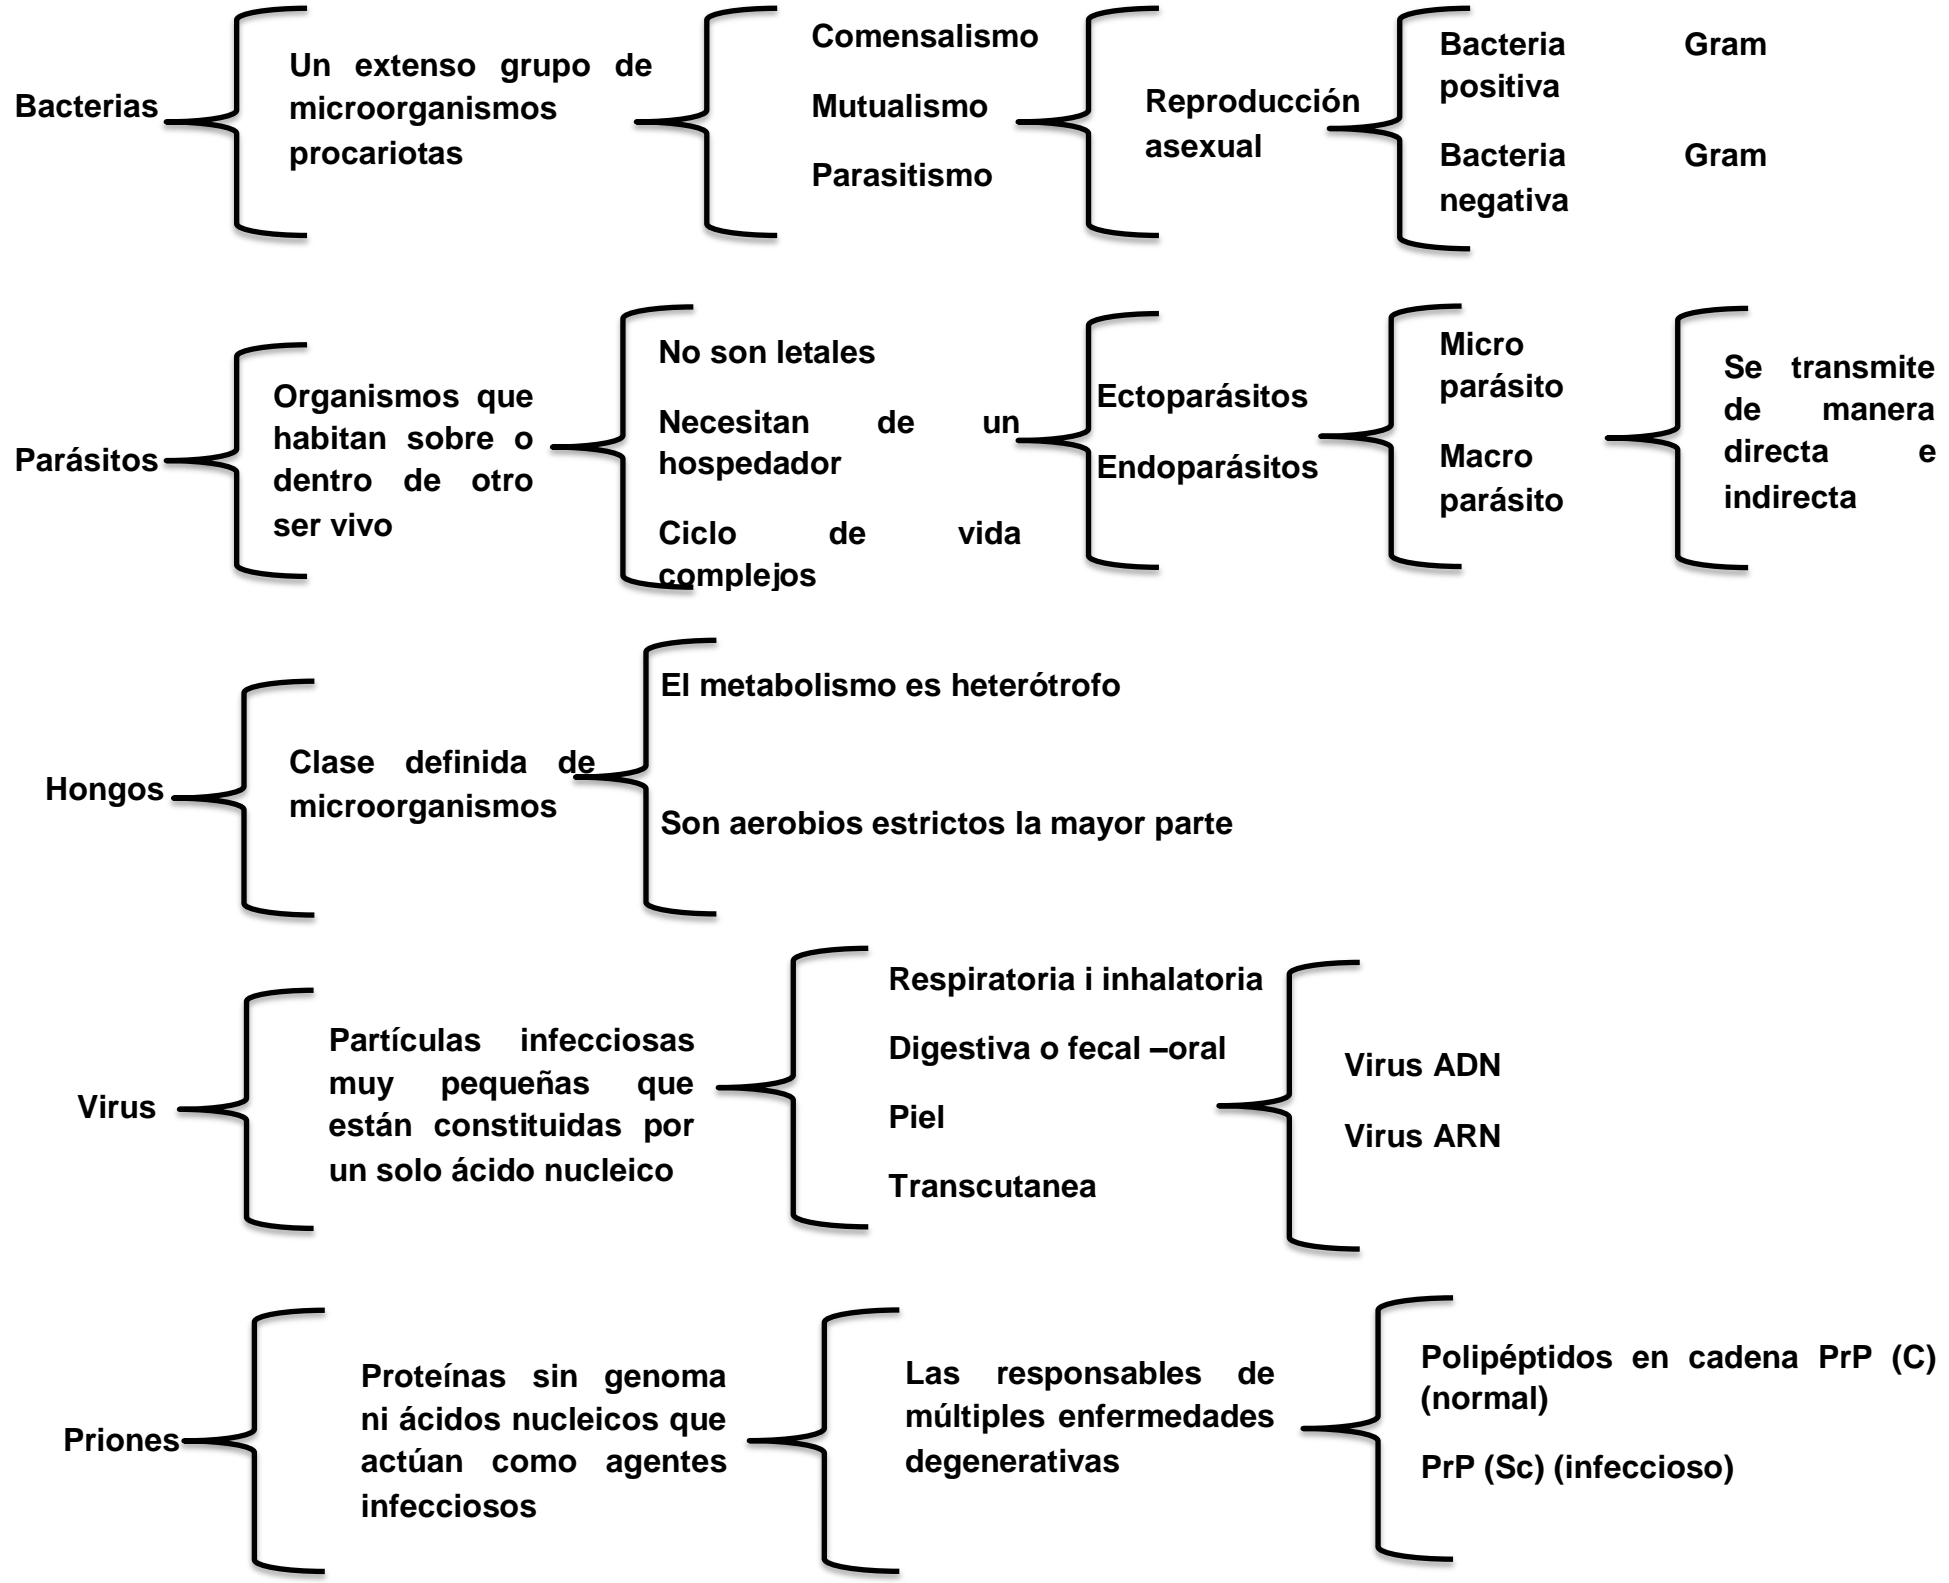 Bacterias
Un extenso grupo de
microorganismos
procariotas
Comensalismo
Mutualismo
Parasitismo
Reproducción
asexual
Bacteria Gram
positiva
Bacteria Gram
negativa
Parásitos
Organismos que
habitan sobre o
dentro de otro
ser vivo
No son letales
Necesitan de un
hospedador
Ciclo de vida
complejos
Ectoparásitos
Endoparásitos
Micro
parásito
Macro
parásito
Se transmite
de manera
directa e
indirecta
Hongos
Clase definida de
microorganismos
El metabolismo es heterótrofo
Son aerobios estrictos la mayor parte
Virus
Partículas infecciosas
muy pequeñas que
están constituidas por
un solo ácido nucleico
Respiratoria i inhalatoria
Digestiva o fecal –oral
Piel
Transcutanea
Virus ADN
Virus ARN
Priones
Proteínas sin genoma
ni ácidos nucleicos que
actúan como agentes
infecciosos
Las responsables de
múltiples enfermedades
degenerativas
Polipéptidos en cadena PrP (C)
(normal)
PrP (Sc) (infeccioso)